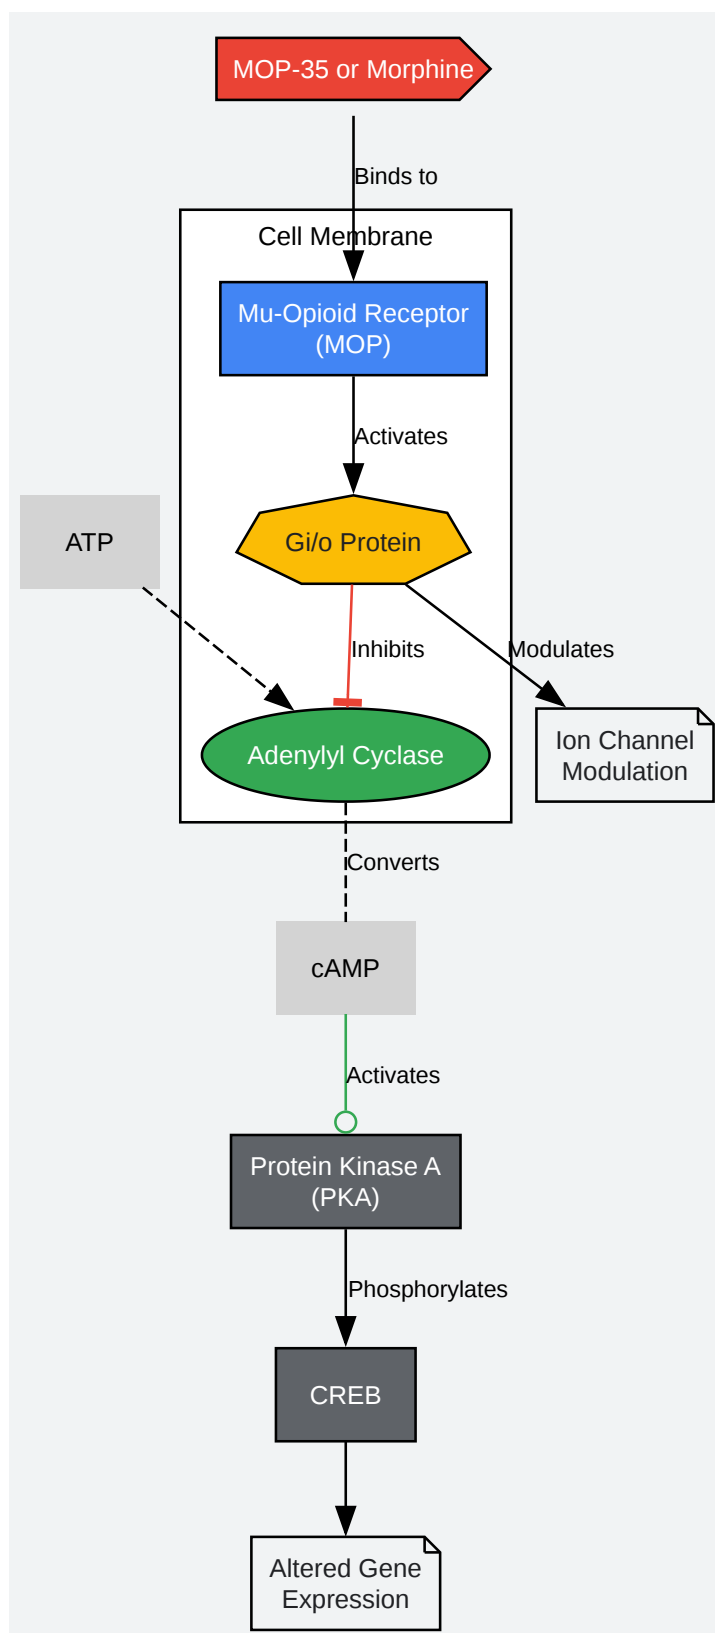 MOP-35 or Morphine
Binds to
Cell Membrane
Mu-Opioid Receptor
(MOP)
Activates
ATP
Gi/o Protein
Inhibits
Modulates
Adenylyl Cyclase
Ion Channel
Modulation
Converts
cAMP
Activates
Protein Kinase A
(PKA)
Phosphorylates
CREB
Altered Gene
Expression